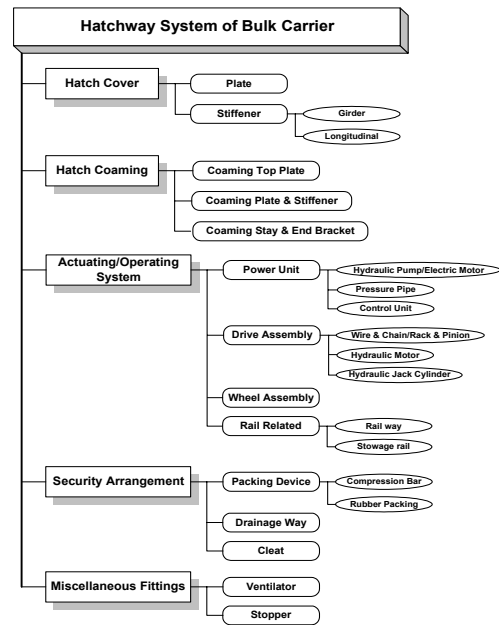 Hatchway System of Bulk Carrier
Hatch Cover
Plate
Stiffener
Girder
Longitudinal
Hatch Coaming
Coaming Top Plate
Coaming Plate & Stiffener
Coaming Stay & End Bracket
Actuating/Operating
System
Power Unit
Hydraulic Pump/Electric Motor
Pressure Pipe
Control Unit
Drive Assembly
Wire & Chain/Rack & Pinion
Hydraulic Motor
Hydraulic Jack Cylinder
Wheel Assembly
Rail Related
Rail way
Stowage rail
Security Arrangement
Packing Device
Compression Bar
Rubber Packing
Drainage Way
Cleat
Miscellaneous Fittings
Ventilator
Stopper